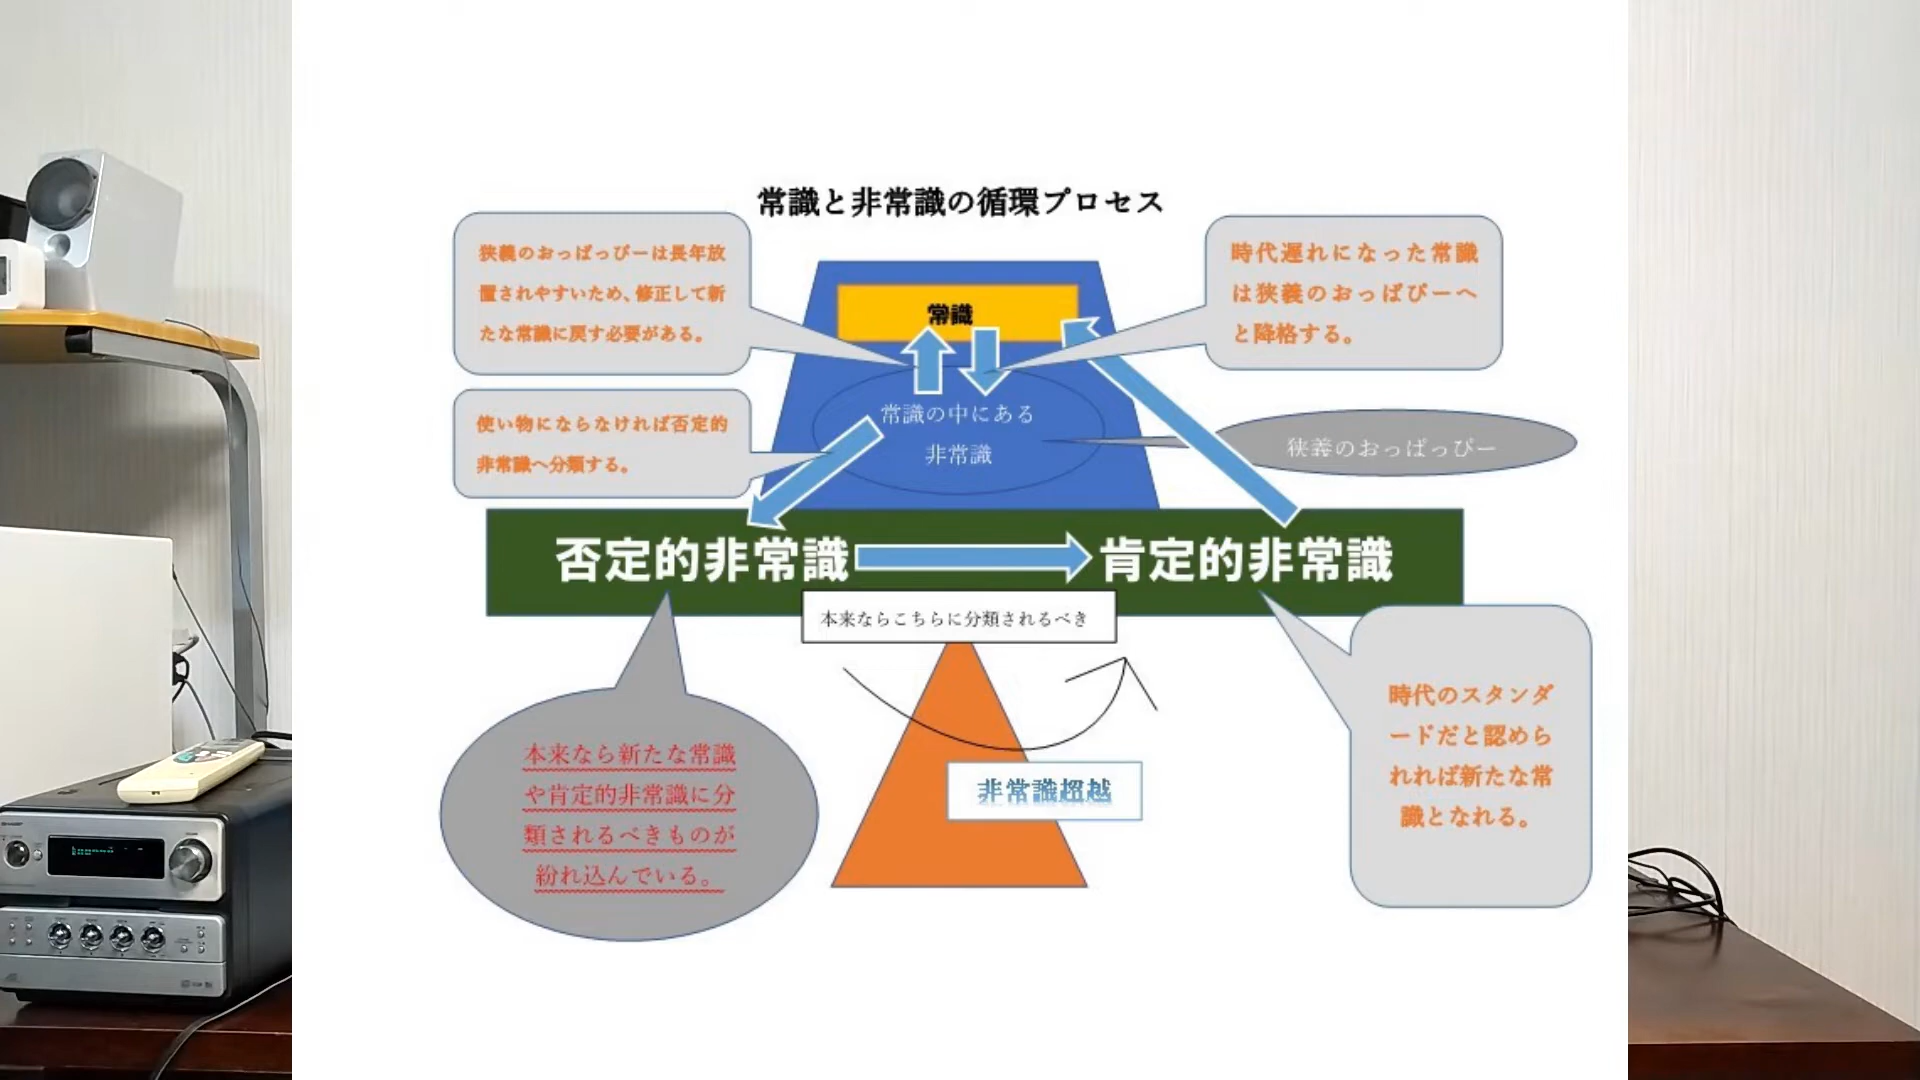 常識と非常識の循環プロセス
狭義のおっぱっぴーは長年放
置されやすいため、修正して新
たな常識に戻す必要がある。
時代遅れになった常識
は狭義のおっぱぴーへ
と降格する。
常識
使い物にならなければ否定的
非常識へ分類する。
常識の中にある
非常識
狭義のおっぱっぴー
否定的非常識
肯定的非常識
本来ならこちらに分類されるべき
本来なら新たな常識
や肯定的非常識に分
類されるべきものが
紛れ込んでいる。
非常識超越
時代のスタンダ
ードだと認めら
れれば新たな常
識となれる。